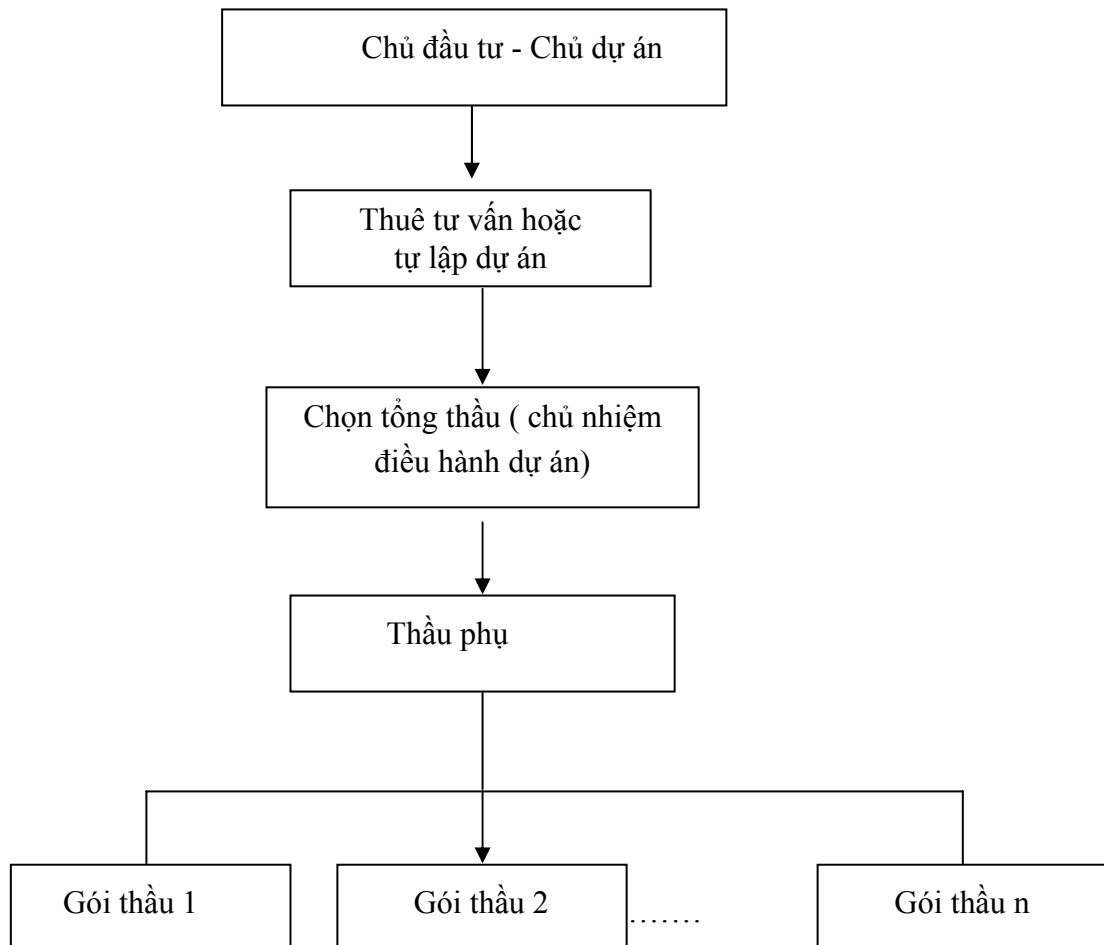 Chủ đầu tư - Chủ dự án
Thuê tư vấn hoặc
tự lập dự án
Chọn tổng thầu ( chủ nhiệm
điều hành dự án)
Thầu phụ
Gói thầu 1
Gói thầu 2
.......
Gói thầu n